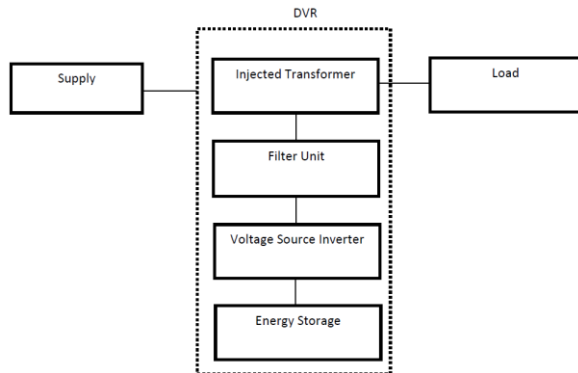 DVR
Supply
Injected Transformer
Load
Filter Unit
Voltage Source Inverter
Energy Storage